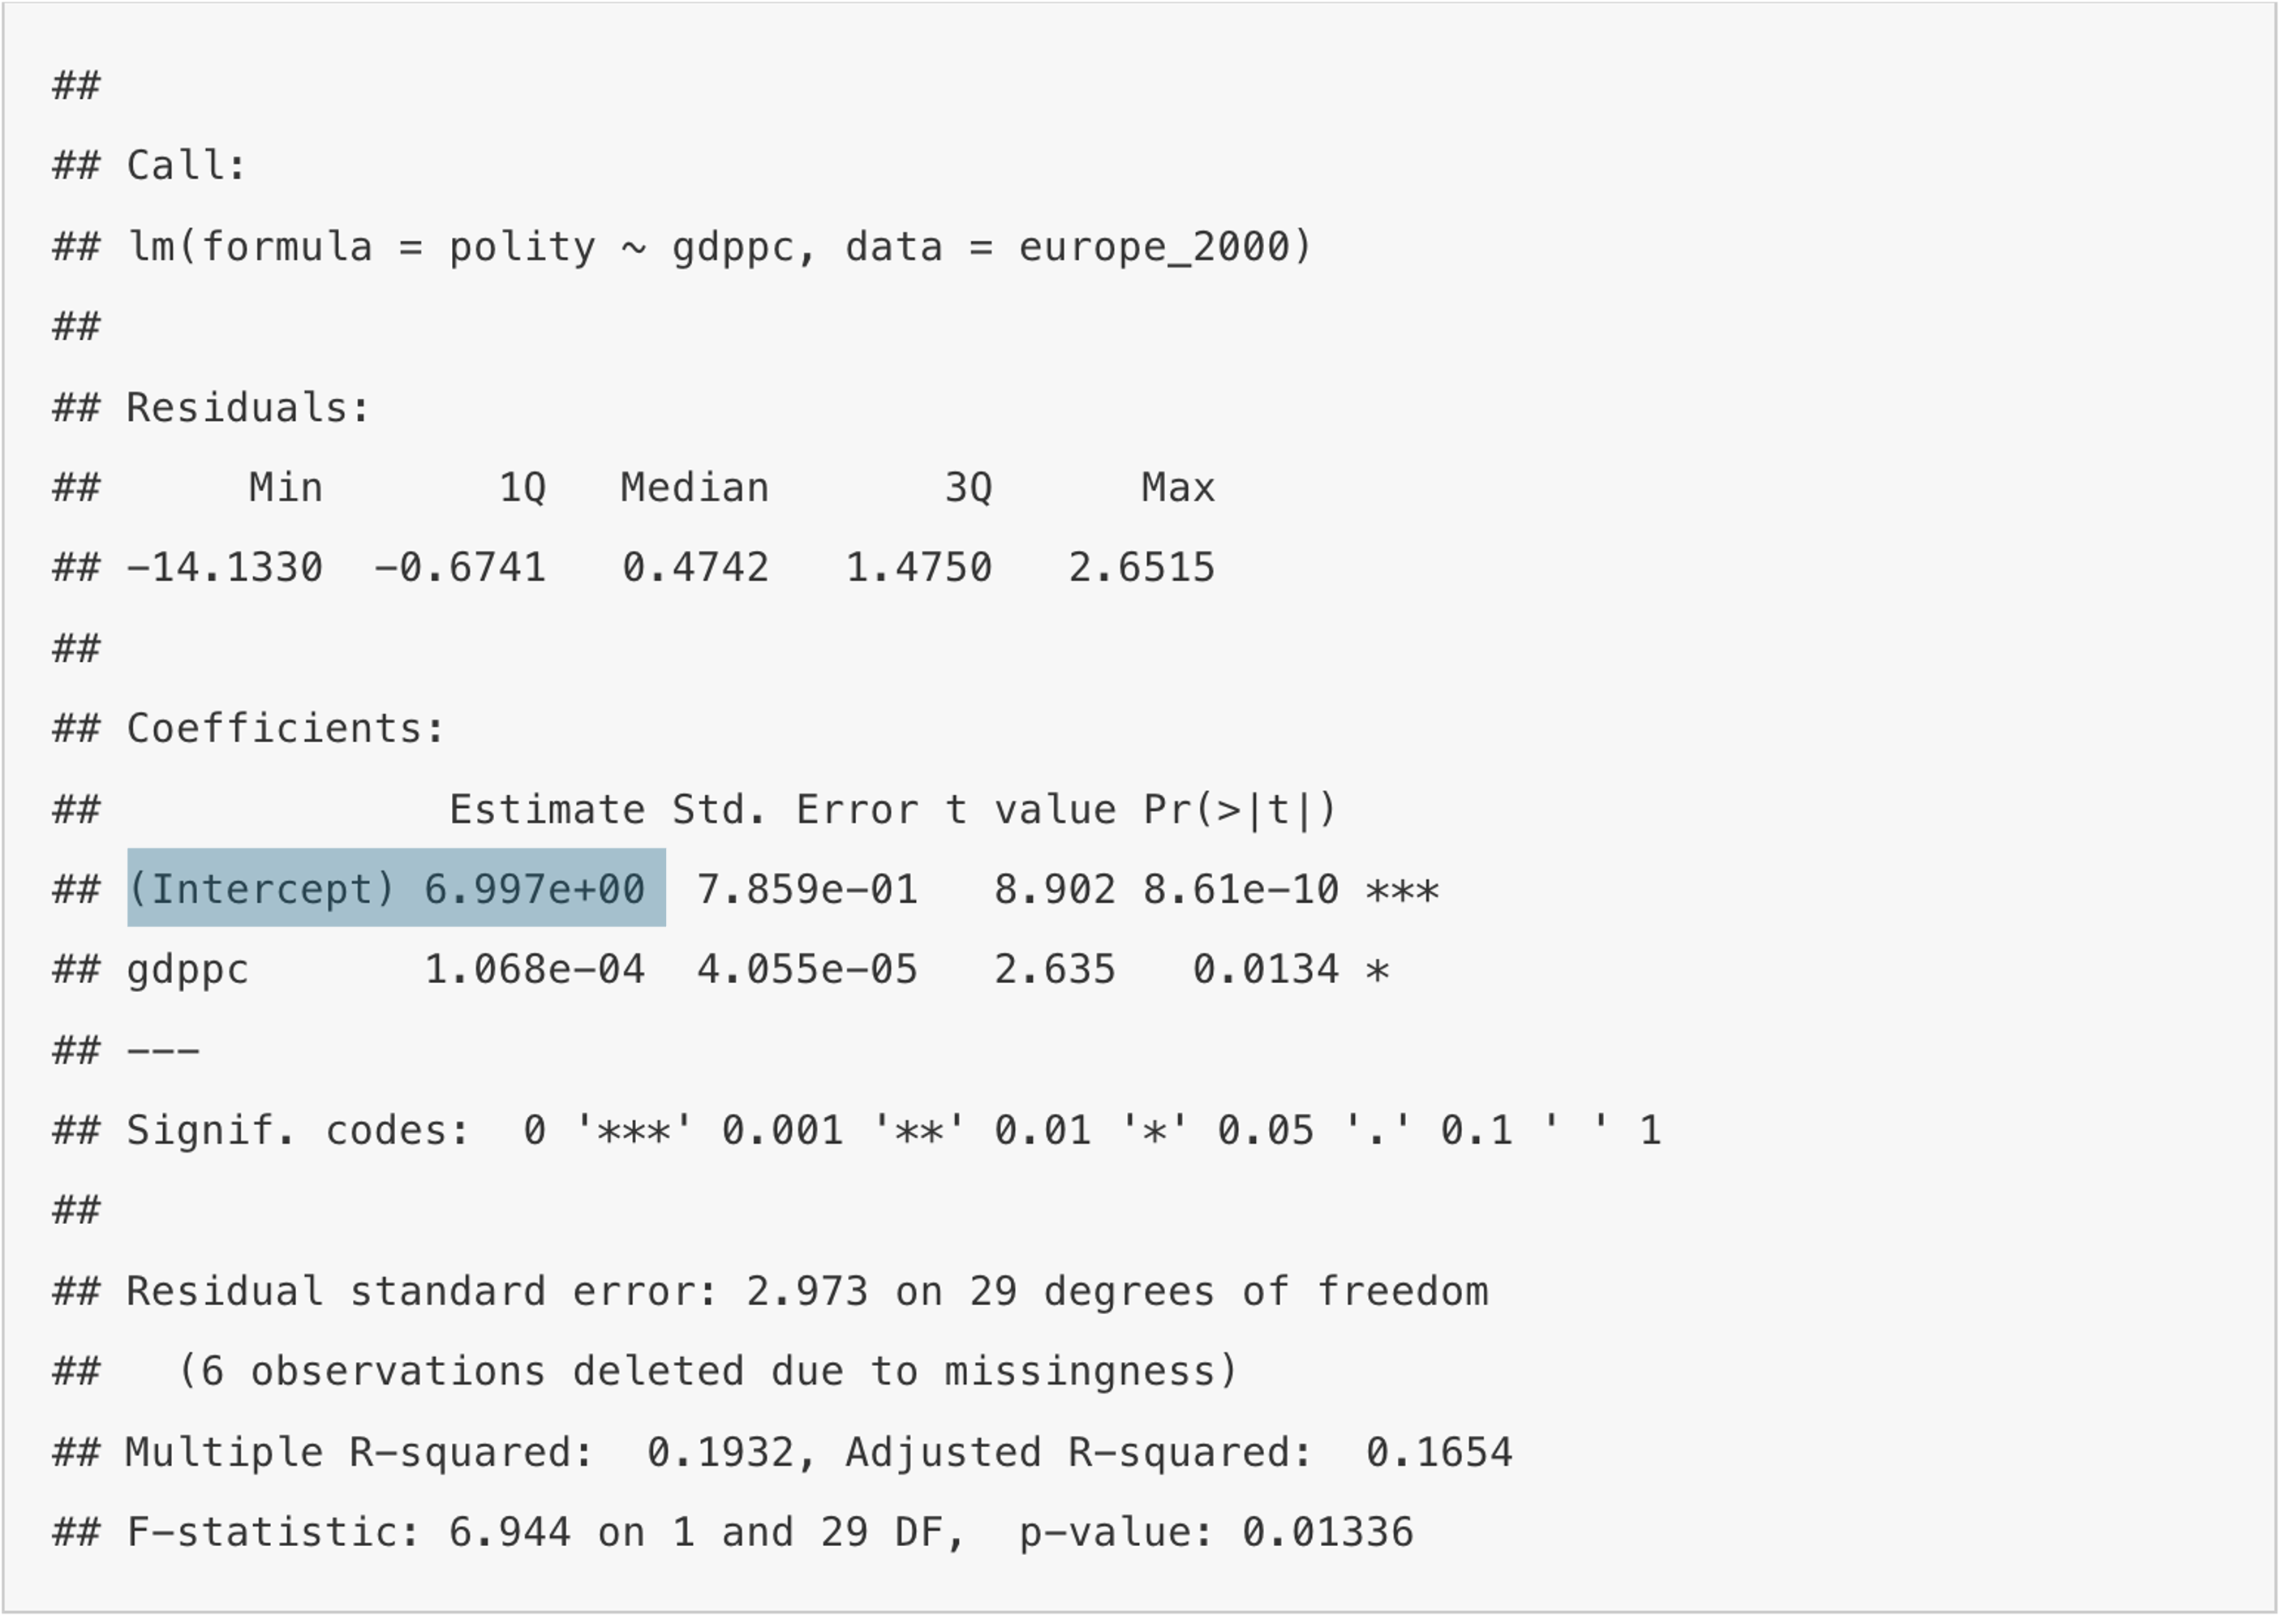 ##
## Call:
## lm(formula = polity ~ gdppc, data = europe_2000)
##
## Residuals:
##      Min       1Q   Median       3Q      Max
## -14.1330  -0.6741   0.4742   1.4750   2.6515
##
## Coefficients:
##              Estimate Std. Error t value Pr(>|t|)
## (Intercept) 6.997e+00  7.859e-01   8.902 8.61e-10 ***
## gdppc       1.068e-04  4.055e-05   2.635   0.0134 *
## ---
## Signif. codes:  0 '***' 0.001 '**' 0.01 '*' 0.05 '.' 0.1 ' ' 1
##
## Residual standard error: 2.973 on 29 degrees of freedom
##   (6 observations deleted due to missingness)
## Multiple R-squared:  0.1932, Adjusted R-squared:  0.1654
## F-statistic: 6.944 on 1 and 29 DF,  p-value: 0.01336